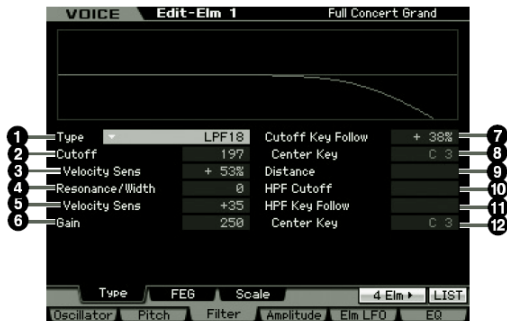 VOICE Edit-Elm 1 Full Concert Grand
1 Type LPF18 Cutoff Key Follow + 38% 7
2 Cutoff 197 Center Key C 3 8
3 Velocity Sens + 53% Distance 9
4 Resonance/Width 0 HPF Cutoff 10
5 Velocity Sens +35 HPF Key Follow 11
6 Gain 250 Center Key C 3 12
Type FEG Scale 4 Elm LIST
Oscillator Pitch Filter Amplitude Elm LFO EQ